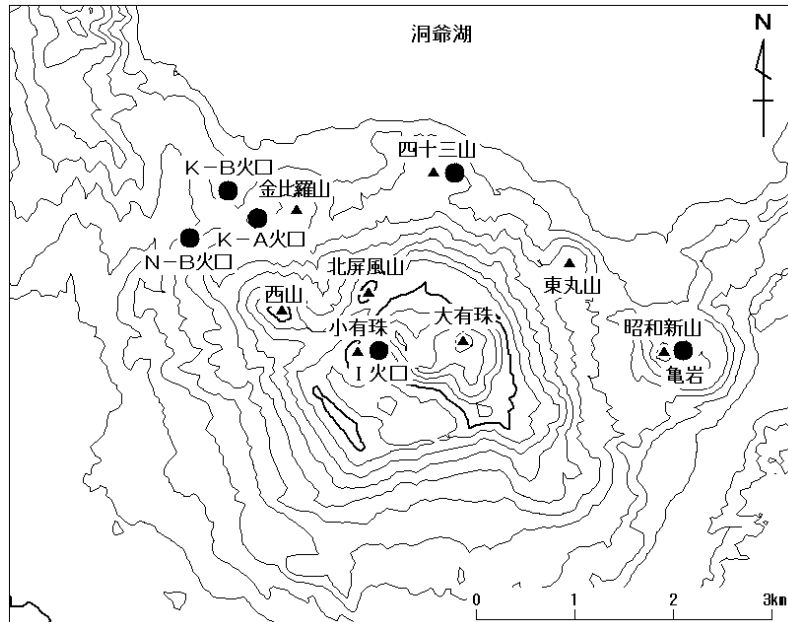 洞爺湖
N
四十三山
K－B火口
金比羅山
K－A火口
N－B火口
北屏風山
東丸山
西山
小有珠
大有珠
昭和新山
I火口
亀岩
0 1 2 3km